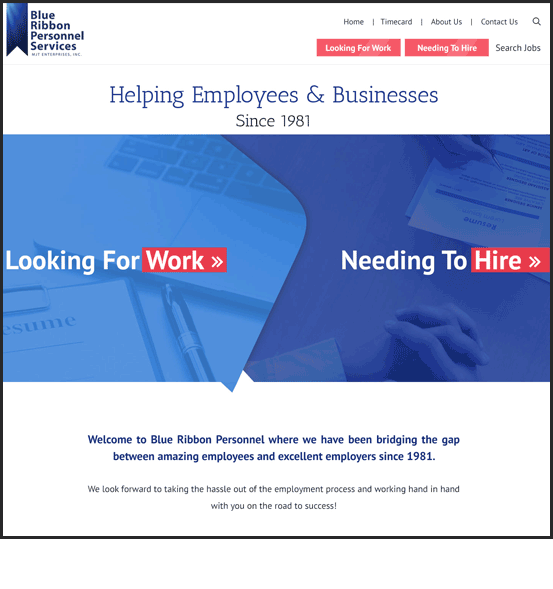 Blue
Ribbon
Personnel
Services
MJT ENTERPRISES, INC.
Home | Timecard | About Us | Contact Us
Looking For Work Needing To Hire Search Jobs
Helping Employees & Businesses
Since 1981
Resume
Looking For Work »
Needing To Hire »
esume
Welcome to Blue Ribbon Personnel where we have been bridging the gap
between amazing employees and excellent employers since 1981.
We look forward to taking the hassle out of the employment process and working hand in hand
with you on the road to success!